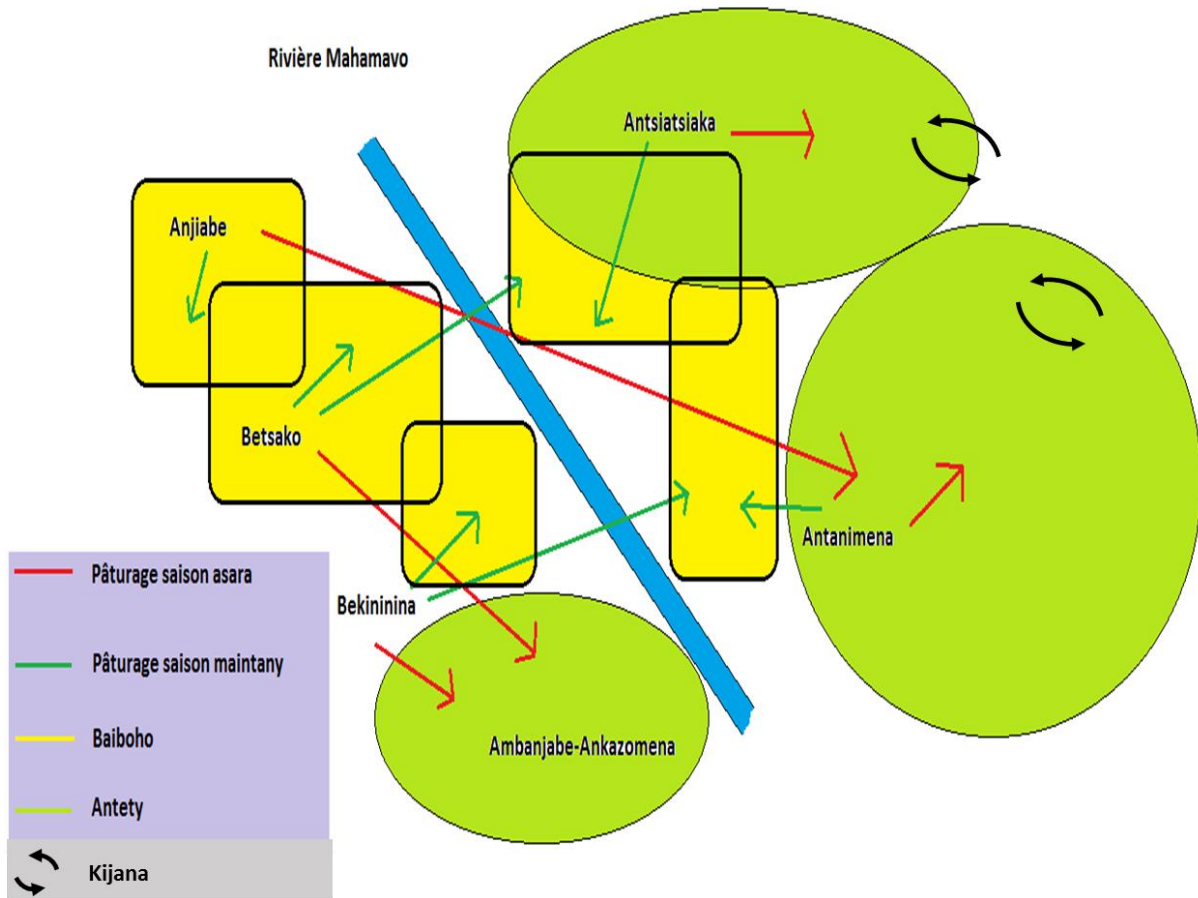 Rivière Mahamavo
Antsiatsiaka
Anjiabe
Betsako
Antanimena
Bekininina
Ambanjabe-Ankazomena
Pâturage saison asara
Pâturage saison maintany
Baiboho
Antety
Kijana